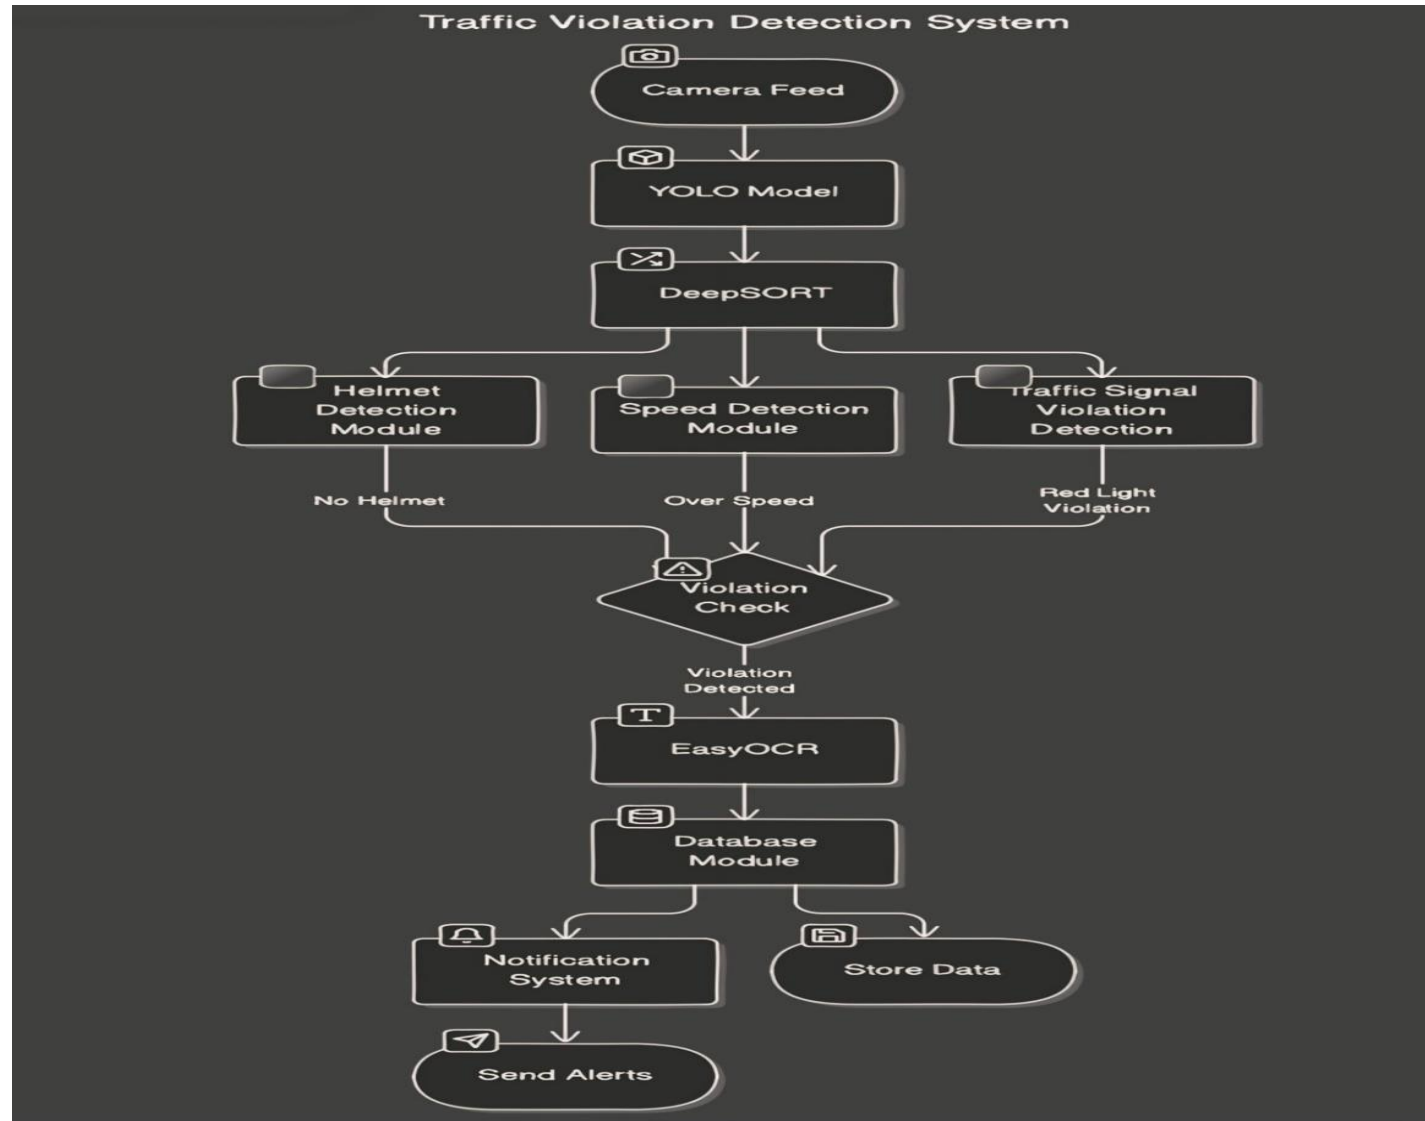 Traffic Violation Detection System
Camera Feed
YOLO Model
DeepSORT
Helmet
Detection
Module
Speed Detection
Module
Traffic Signal
Violation
Detection
No Helmet
Over Speed
Red Light
Violation
Violation
Check
Violation
Detected
T
EasyOCR
Database
Module
Notification
System
Store Data
Send Alerts